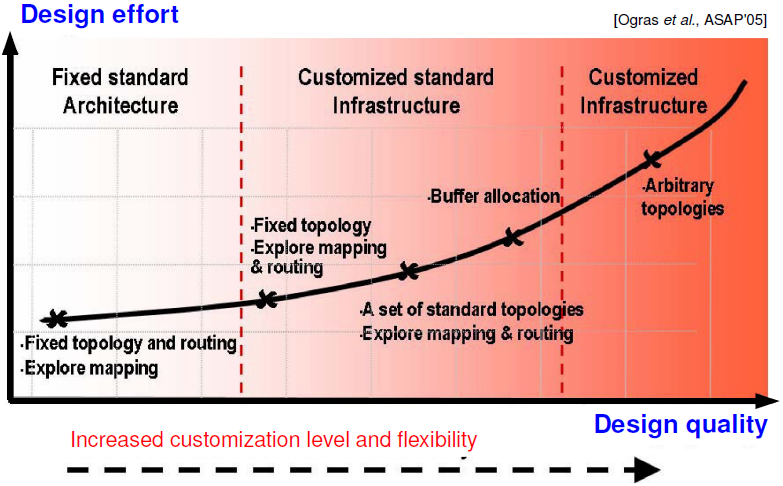 Design effort
[Ogras et al., ASAP'05]
Fixed standard
Architecture
Customized standard
Infrastructure
Customized
Infrastructure
·Buffer allocation
·Arbitrary
topologies
·Fixed topology
·Explore mapping
& routing
·A set of standard topologies
·Explore mapping & routing
·Fixed topology and routing
·Explore mapping
Design quality
Increased customization level and flexibility